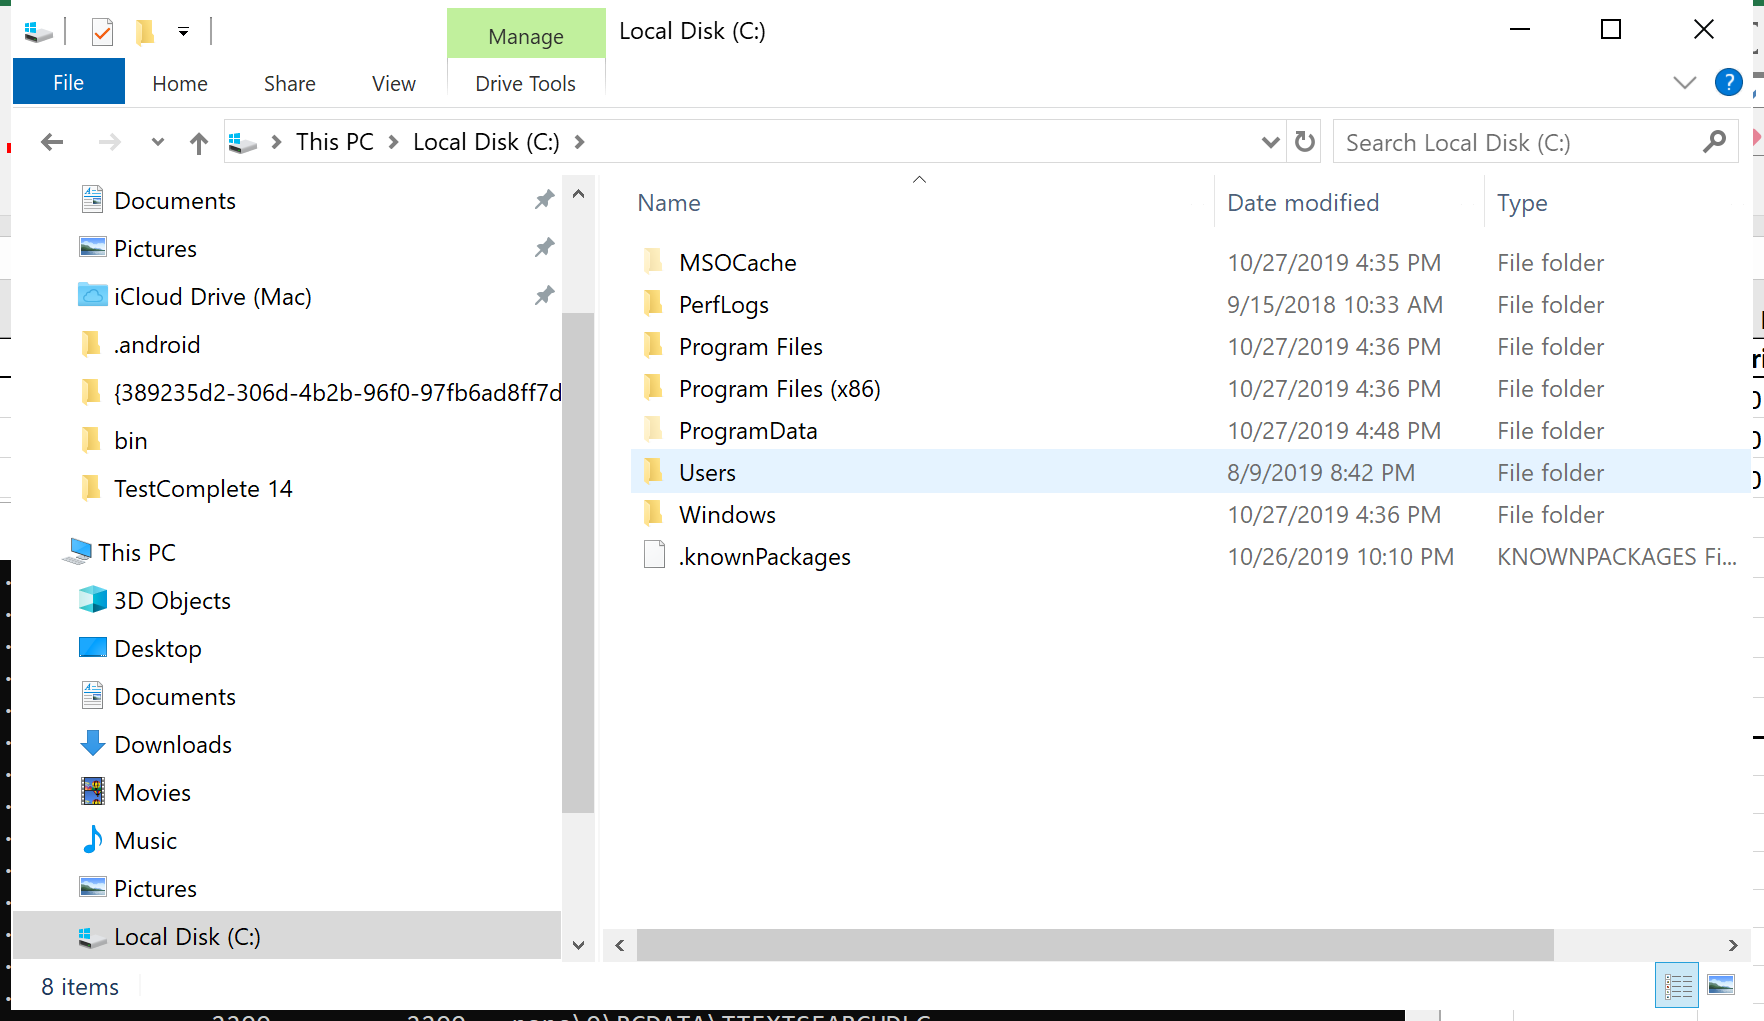 Manage
Local Disk (C:)
File
Home
Share
View
Drive Tools
?
This PC
Local Disk (C:)
Search Local Disk (C:)
Documents
Pictures
iCloud Drive (Mac)
.android
{389235d2-306d-4b2b-96f0-97fb6ad8ff7d
bin
TestComplete 14
This PC
3D Objects
Desktop
Documents
Downloads
Movies
Music
Pictures
Local Disk (C:)
Name Date modified Type
MSOCache 10/27/2019 4:35 PM File folder
PerfLogs 9/15/2018 10:33 AM File folder
Program Files 10/27/2019 4:36 PM File folder
Program Files (x86) 10/27/2019 4:36 PM File folder
ProgramData 10/27/2019 4:48 PM File folder
Users 8/9/2019 8:42 PM File folder
Windows 10/27/2019 4:36 PM File folder
.knownPackages 10/26/2019 10:10 PM KNOWNPACKAGES Fi...
8 items